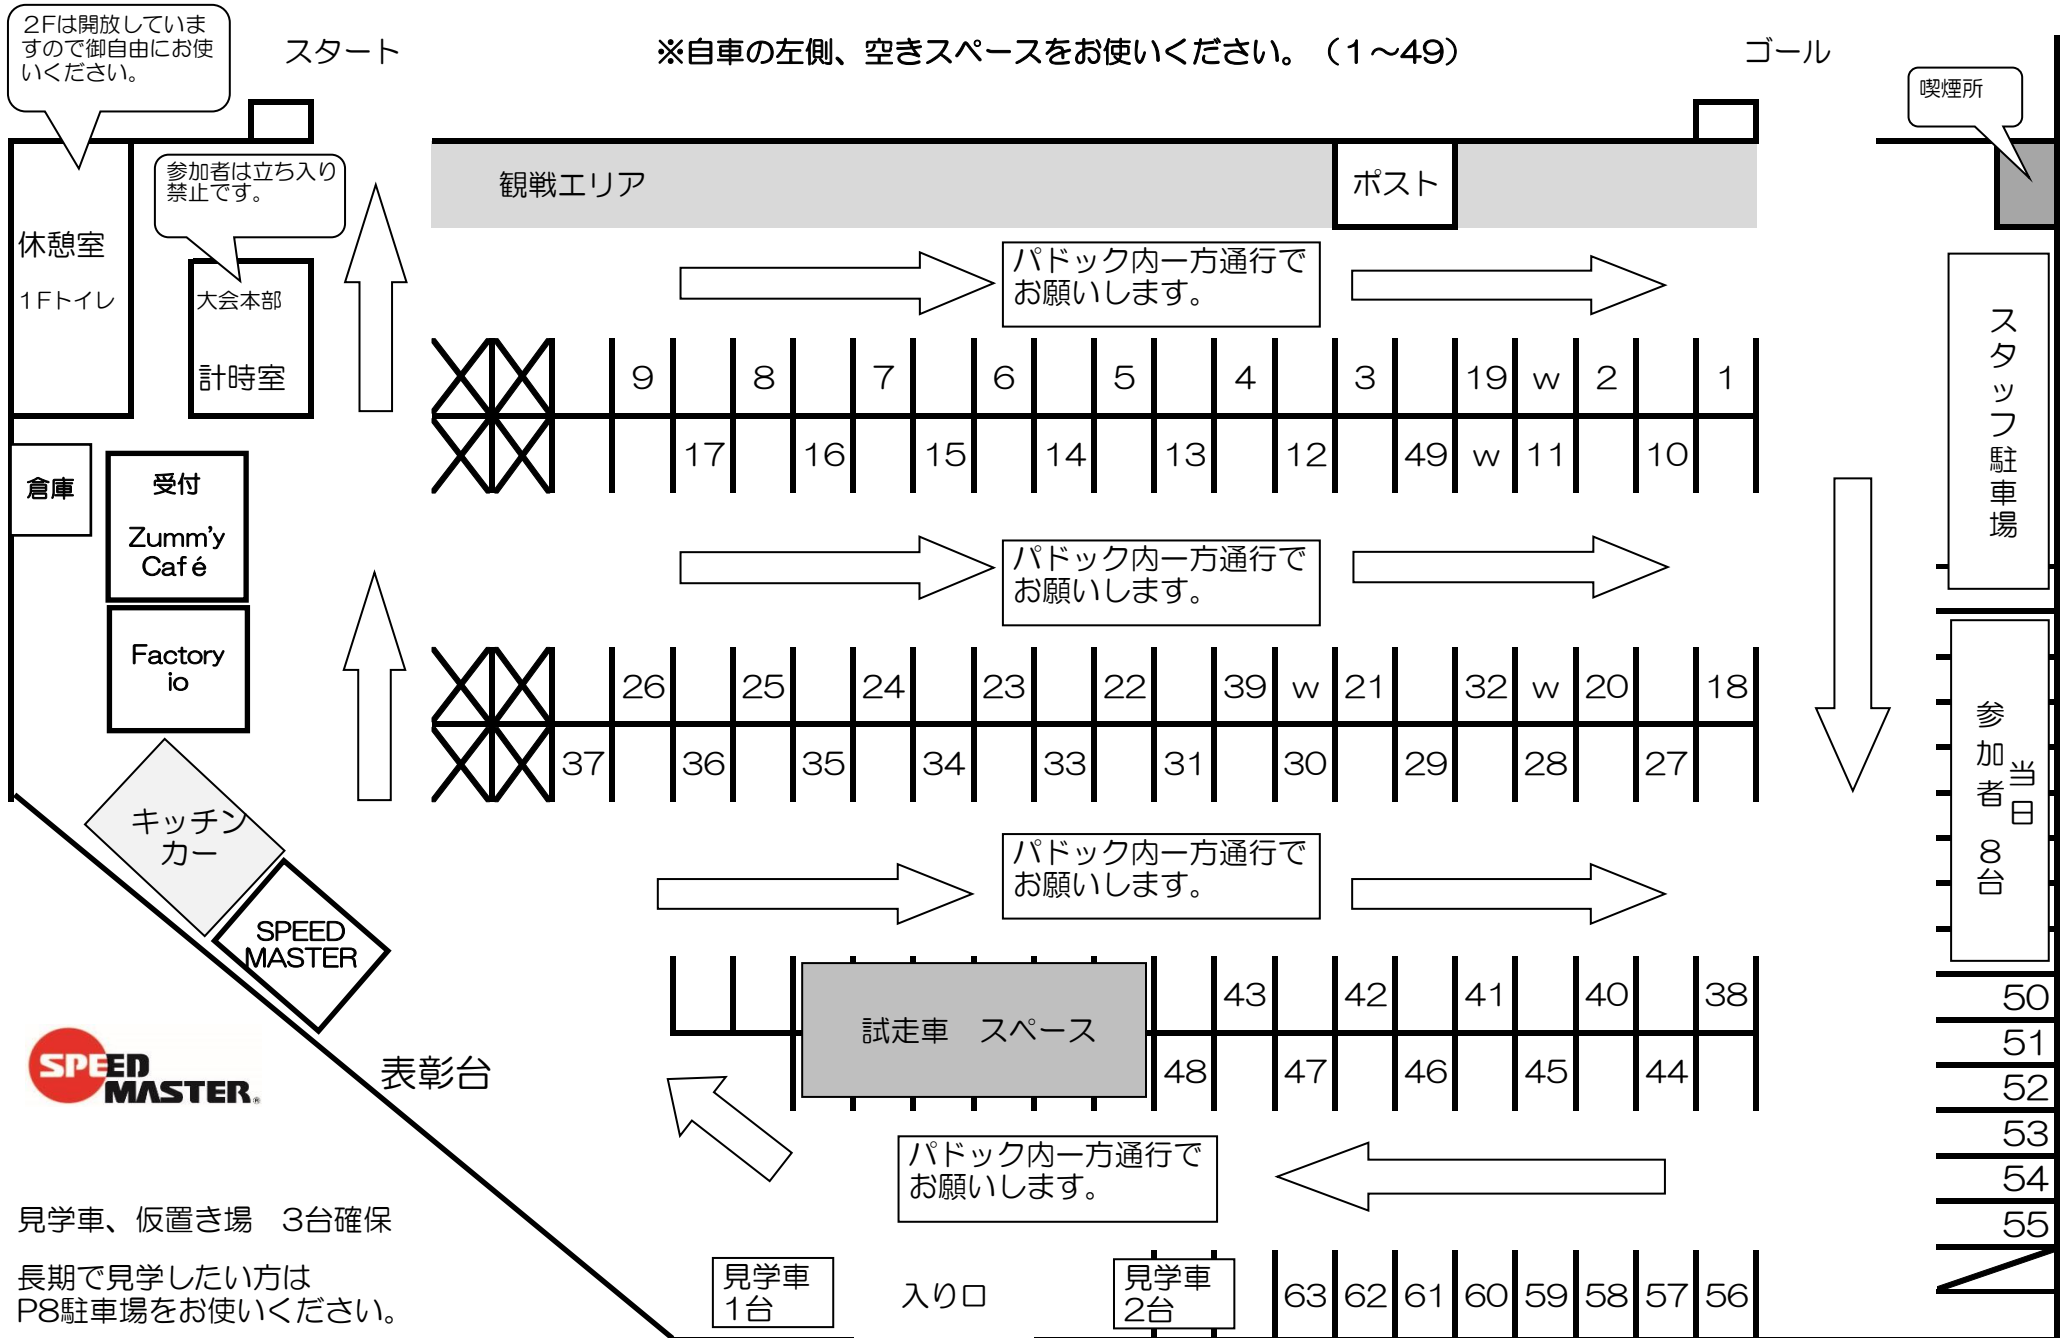 2Fは開放していま
すので御自由にお使
いください。
スタート
※自車の左側、空きスペースをお使いください。（1～49）
ゴール
喫煙所
参加者は立ち入り
禁止です。
観戦エリア
ポスト
休憩室
1Fトイレ
大会本部
計時室
パドック内一方通行で
お願いします。
スタッフ駐車場
9 8 7 6 5 4 3 19 w 2 1
17 16 15 14 13 12 49 w 11 10
倉庫
受付
Zumm'y
Café
パドック内一方通行で
お願いします。
Factory
io
26 25 24 23 22 39 w 21 32 w 20 18
37 36 35 34 33 31 30 29 28 27
当日
参加者 8台
キッチン
カー
パドック内一方通行で
お願いします。
SPEED
MASTER
試走車　スペース
43 42 41 40 38
48 47 46 45 44
50
51
52
53
54
55
SPEED
MASTER®
表彰台
パドック内一方通行で
お願いします。
見学車、仮置き場　3台確保
長期で見学したい方は
P8駐車場をお使いください。
見学車
1台
入り口
見学車
2台
63 62 61 60 59 58 57 56